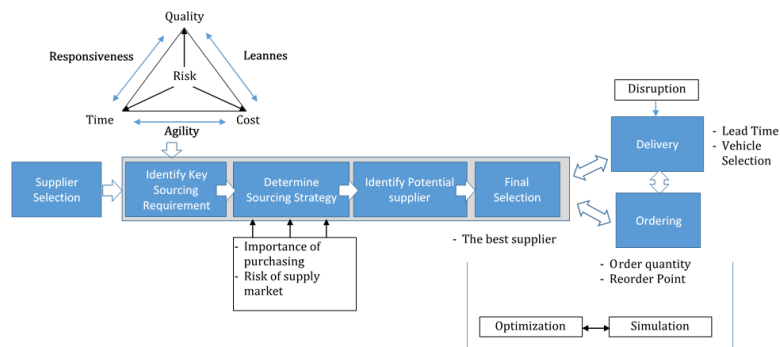 Quality
Responsiveness
Leannes
Risk
Time
Cost
Agility
Supplier
Selection
Identify Key
Sourcing
Requirement
Determine
Sourcing Strategy
Identify Potential
supplier
Final
Selection
Disruption
Delivery
- Lead Time
- Vehicle
Selection
Ordering
- Importance of
purchasing
- Risk of supply
market
- The best supplier
- Order quantity
- Reorder Point
Optimization
Simulation